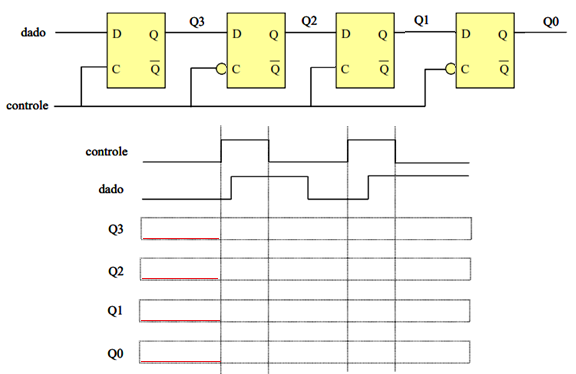 Q3 Q2 Q1 Q0
dado D Q D Q D Q D Q
C Q̅ C Q̅ C Q̅ C Q̅
controle
controle
dado
Q3
Q2
Q1
Q0